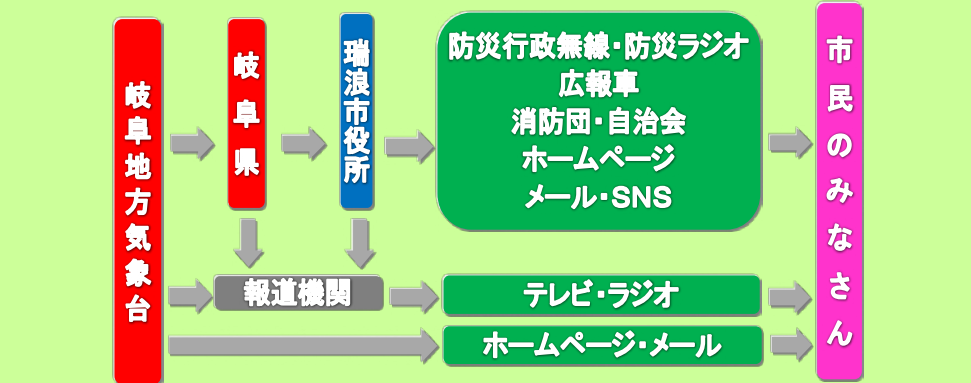 岐阜地方気象台
岐阜県
瑞浪市役所
防災行政無線・防災ラジオ
広報車
消防団・自治会
ホームページ
メール・SNS
市民のみなさん
報道機関
テレビ・ラジオ
ホームページ・メール